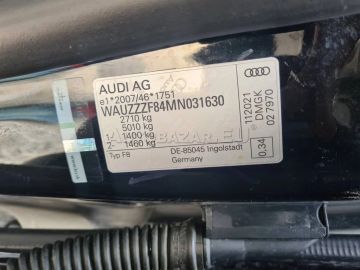 AUDI AG
e1*2007/46*1751
WAUZZZF84MN031630
2710 kg
5010 kg
1- 1400 kg
2- 1460 kg
Typ F8
DE-85045 Ingolstadt
Germany
112021
DMGK
027970
0.34